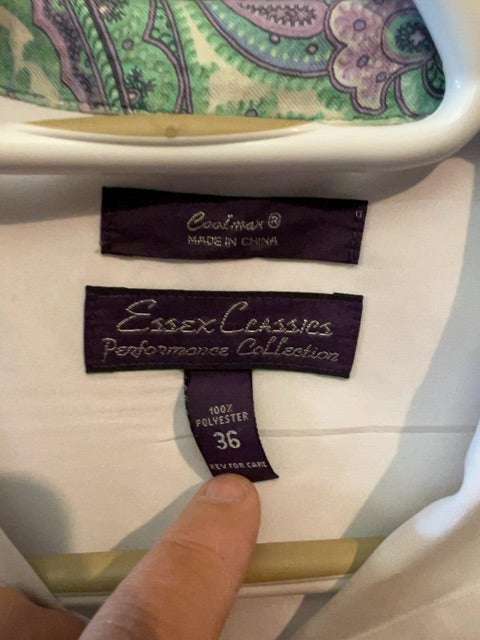 Coolmax®
MADE IN CHINA
ESSEX CLASSICS
Performance Collection
100%
POLYESTER
36
REV FOR CARE